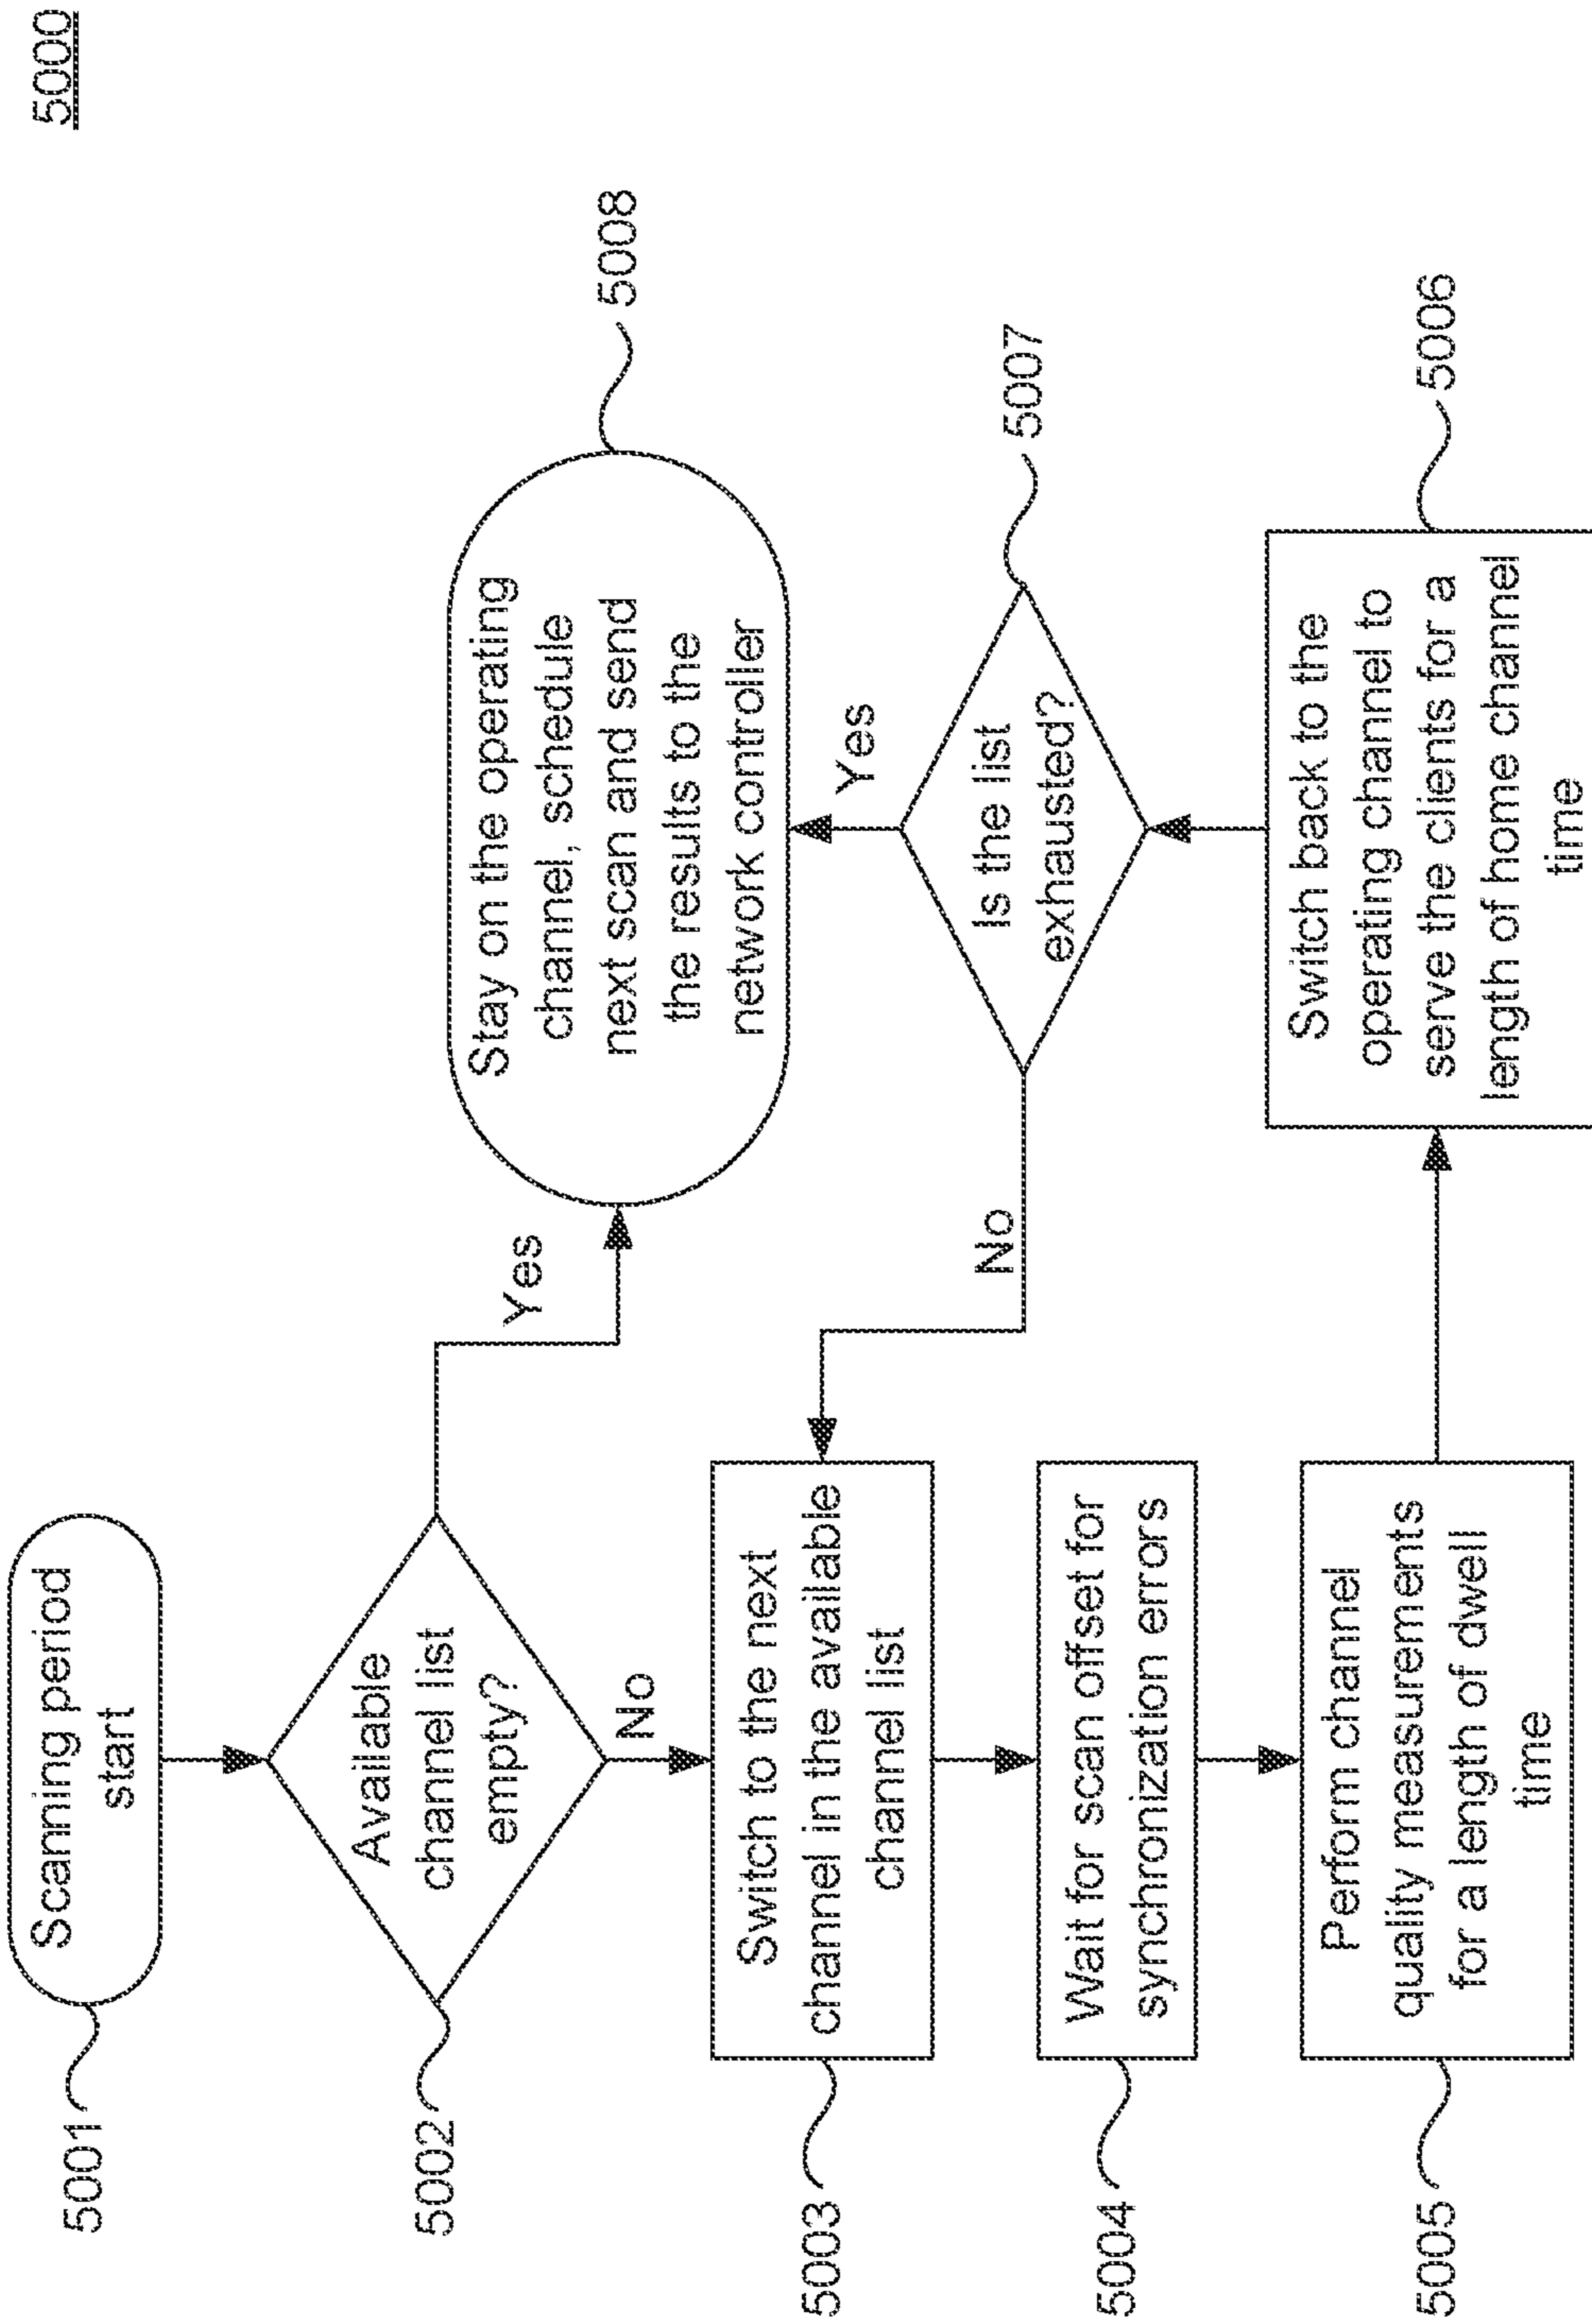 5000
5001
Scanning period
start
5002
Available
channel list
empty?
Yes
No
5003
Switch to the next
channel in the available
channel list
5004
Wait for scan offset for
synchronization errors
5005
Perform channel
quality measurements
for a length of dwell
time
5008
Stay on the operating
channel, schedule
next scan and send
the results to the
network controller
Yes
5007
Is the list
exhausted?
No
5006
Switch back to the
operating channel to
serve the clients for a
length of home channel
time